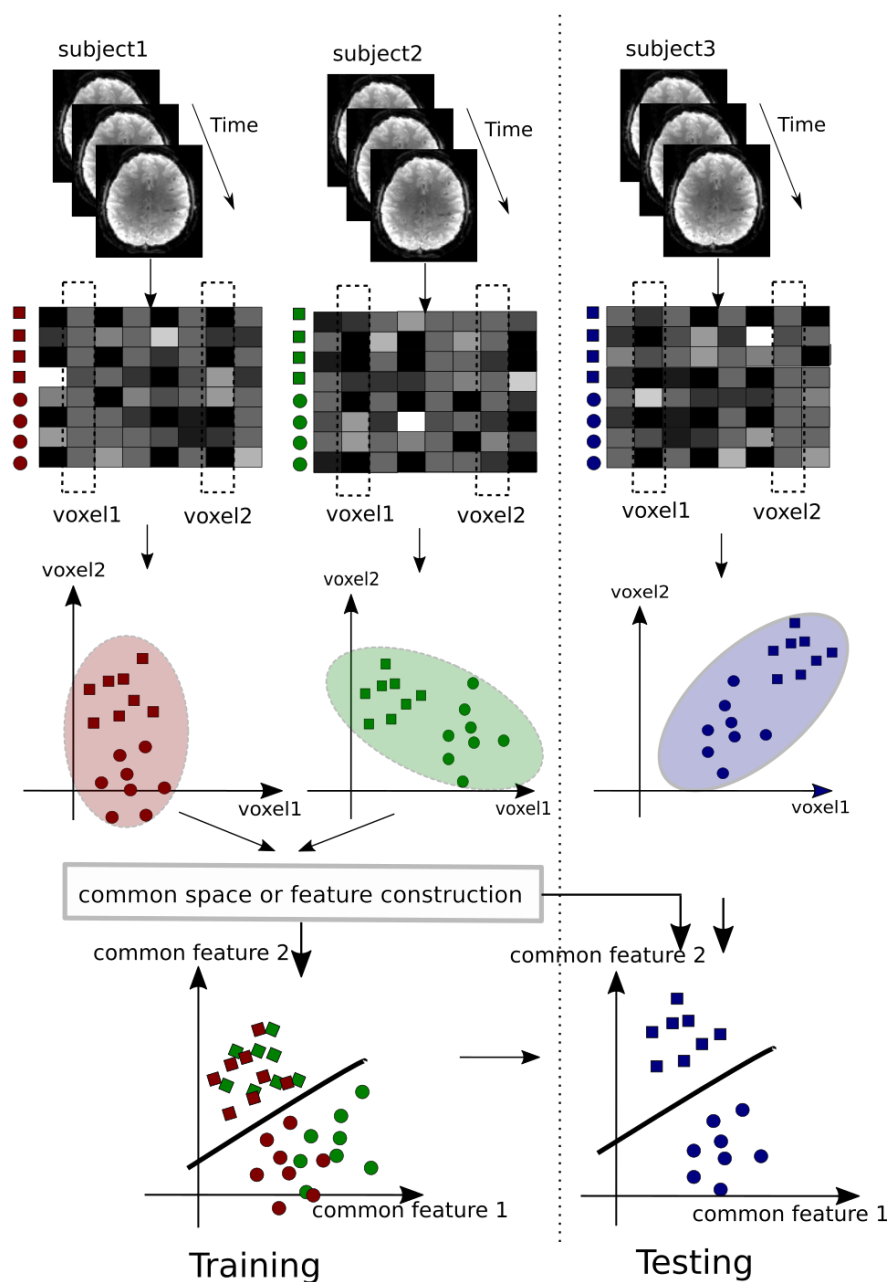 subject1
subject2
subject3
Time
Time
Time
voxel1
voxel2
voxel1
voxel2
voxel1
voxel2
voxel2
voxel2
voxel2
voxel1
voxel1
voxel1
common space or feature construction
common feature 2
common feature 2
common feature 1
common feature 1
Training
Testing